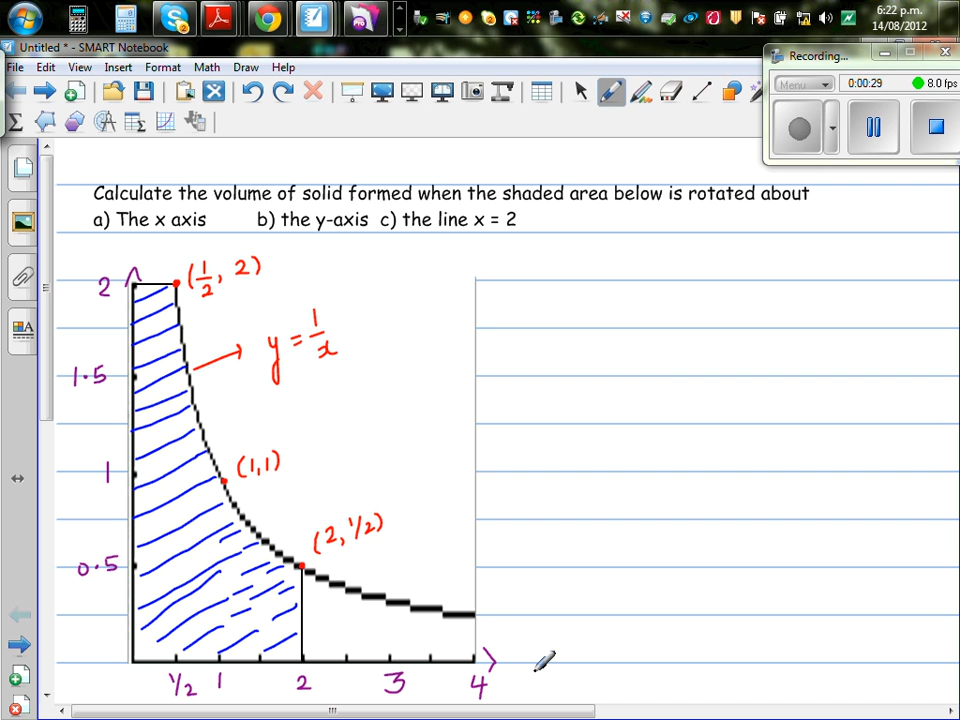 6:22 p.m.
14/08/2012
Untitled * - SMART Notebook
File Edit View Insert Format Math Draw Help
Recording...
Menu
0:00:29
8.0 fps
Calculate the volume of solid formed when the shaded area below is rotated about
a) The x axis b) the y-axis c) the line x = 2
2
(1/2, 2)
y = 1/x
1.5
1
(1,1)
(2, 1/2)
0.5
1/2 1 2 3 4